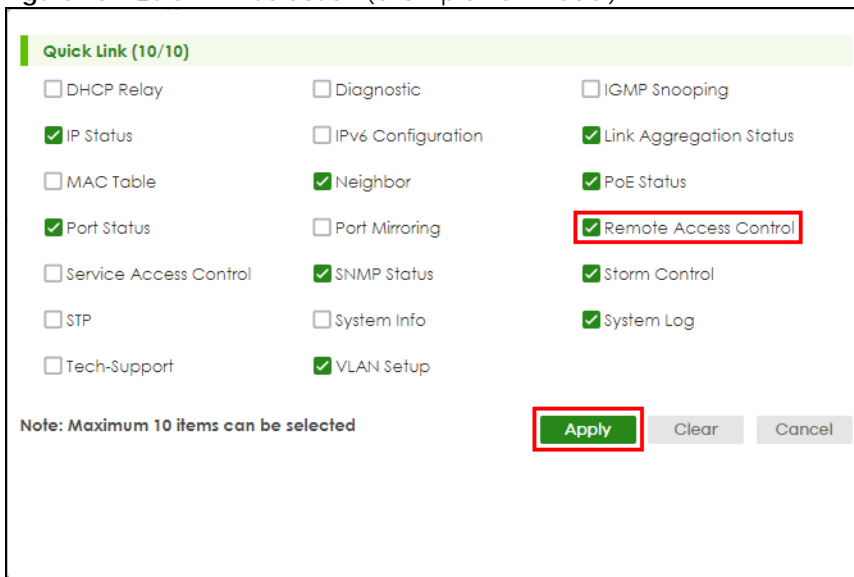 Quick Link (10/10)
DHCP Relay Diagnostic IGMP Snooping
IP Status IPv6 Configuration Link Aggregation Status
MAC Table Neighbor PoE Status
Port Status Port Mirroring Remote Access Control
Service Access Control SNMP Status Storm Control
STP System Info System Log
Tech-Support VLAN Setup
Note: Maximum 10 items can be selected Apply Clear Cancel